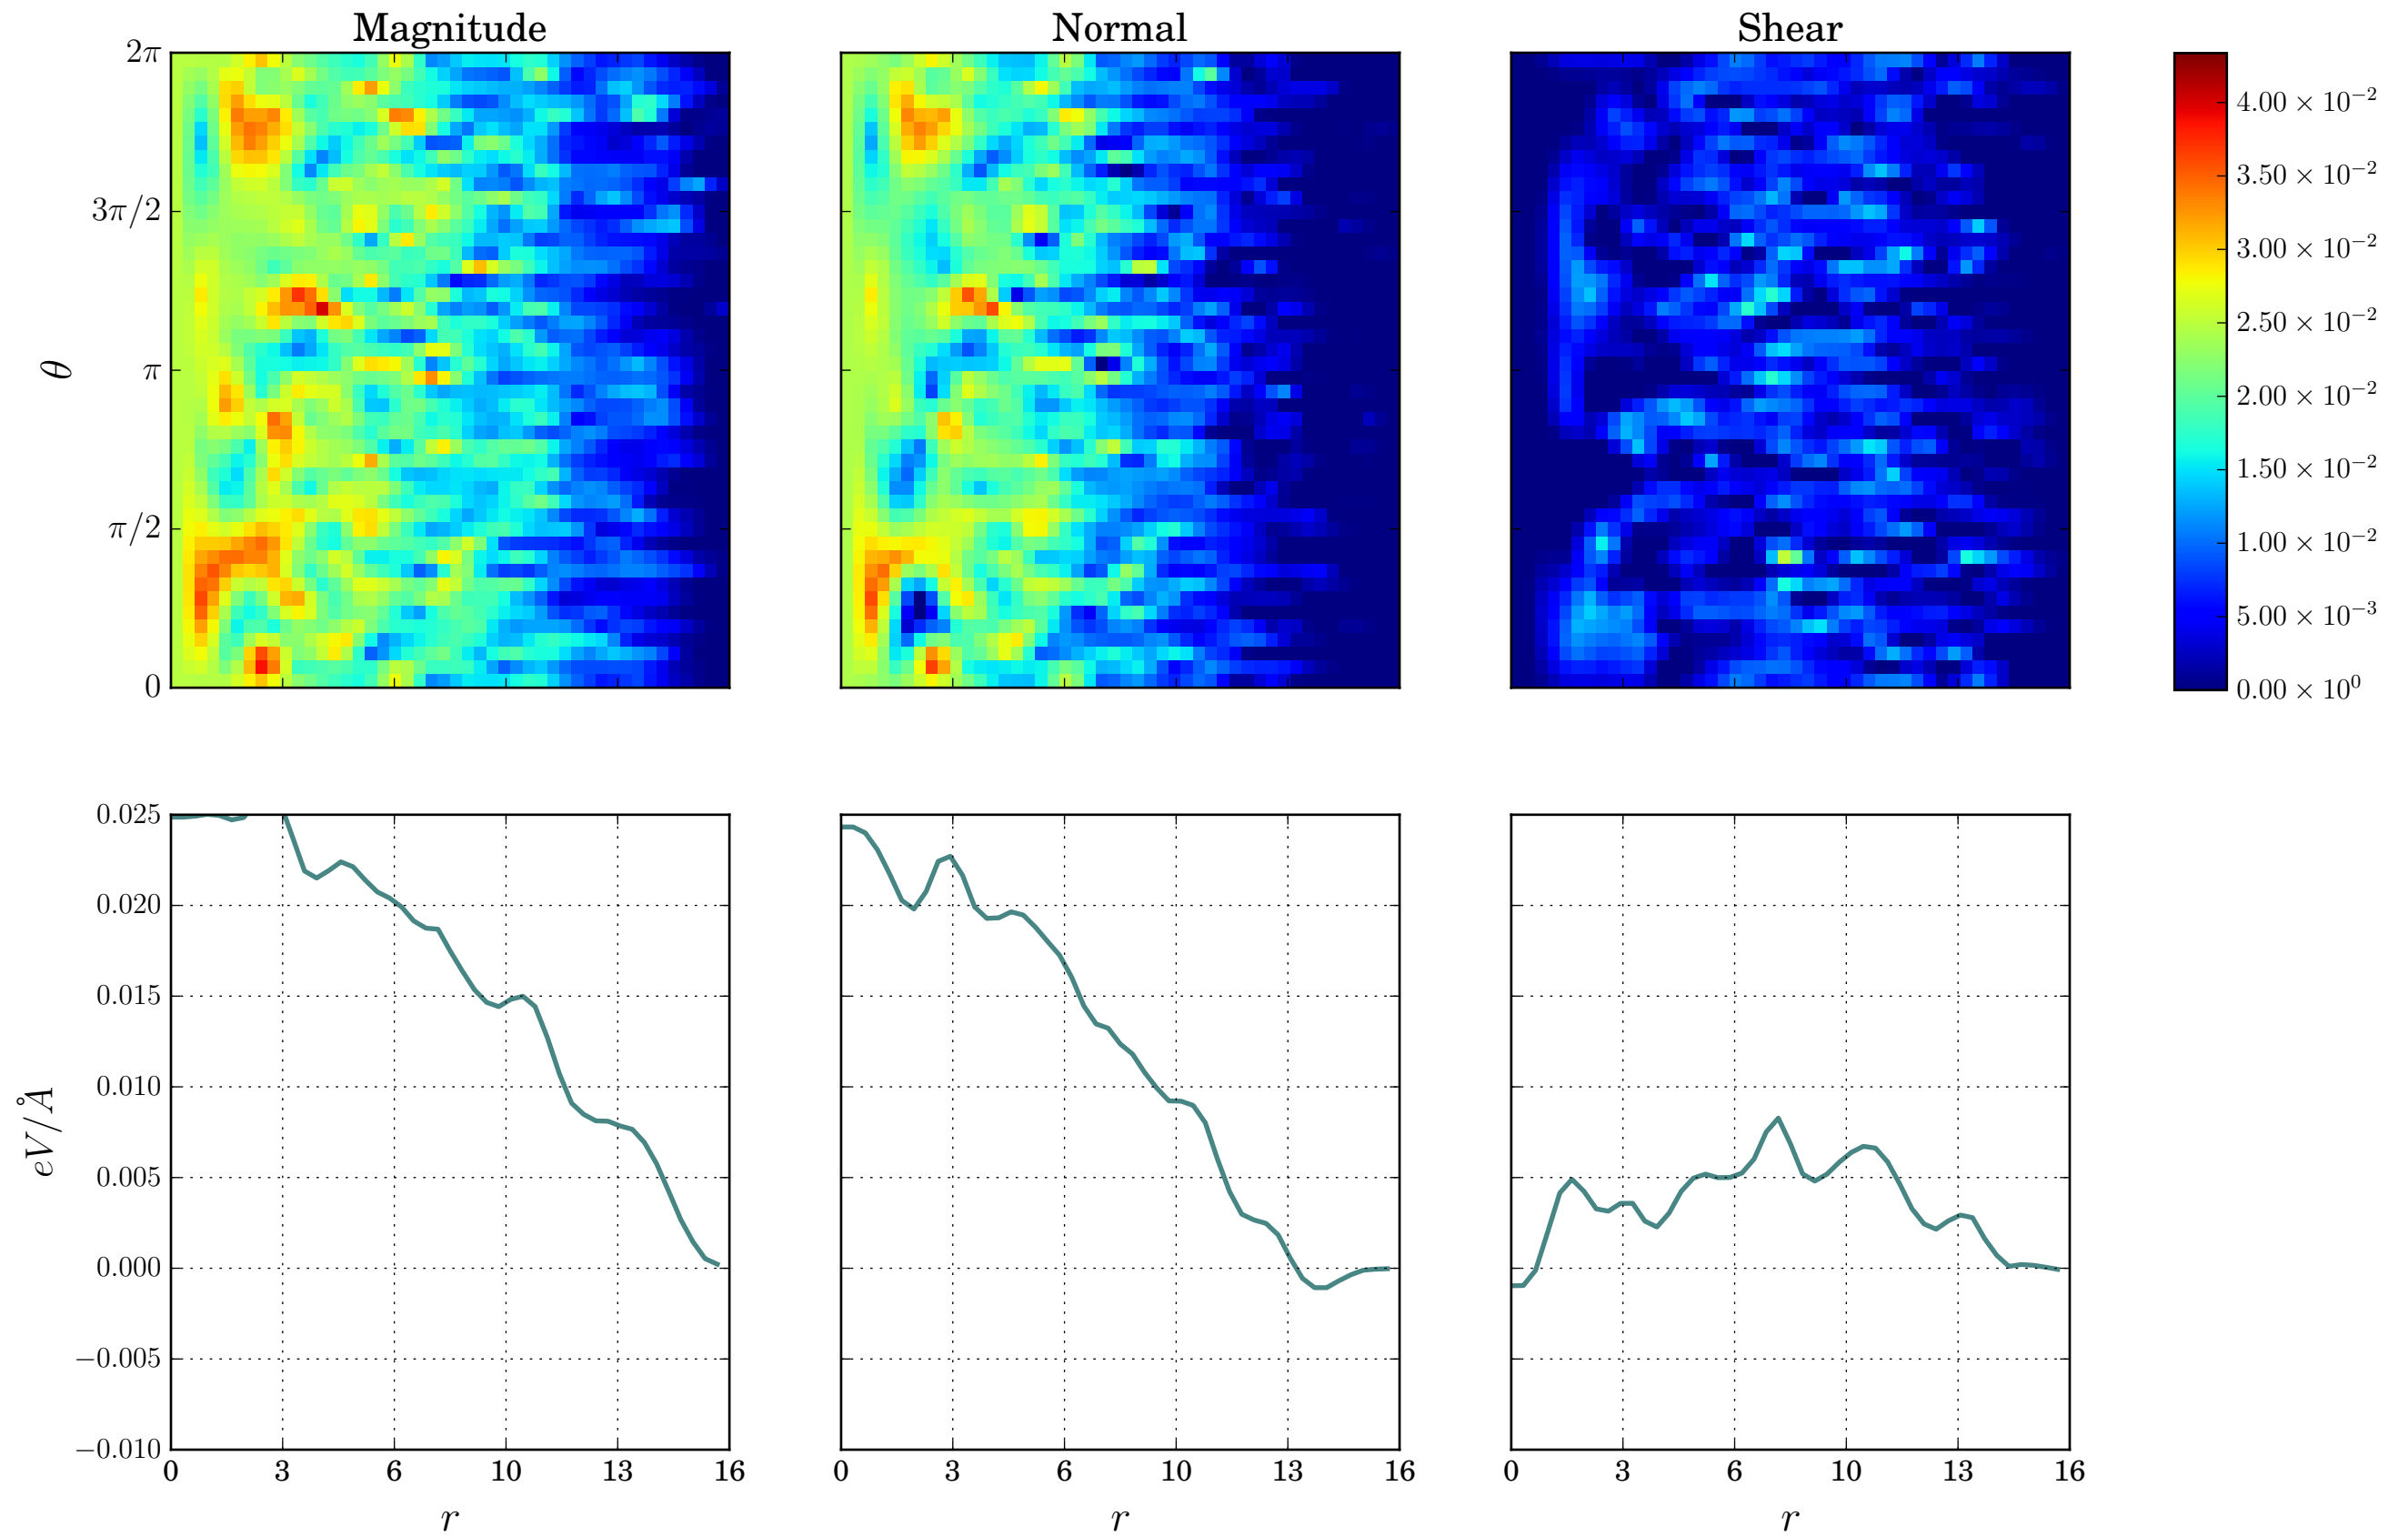 Magnitude Normal Shear
2π
3π/2
π
π/2
0
θ
4.00 × 10⁻²
3.50 × 10⁻²
3.00 × 10⁻²
2.50 × 10⁻²
2.00 × 10⁻²
1.50 × 10⁻²
1.00 × 10⁻²
5.00 × 10⁻³
0.00 × 10⁰
0.025
0.020
0.015
0.010
0.005
0.000
−0.005
−0.010
eV/Å
0 3 6 10 13 16
0 3 6 10 13 16
0 3 6 10 13 16
r r r